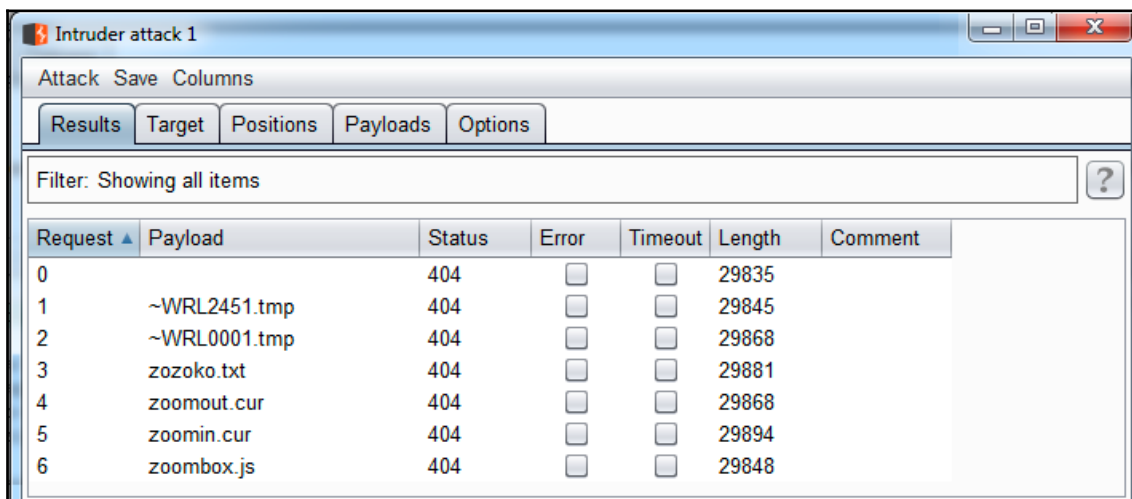 Intruder attack 1
Attack Save Columns
Results Target Positions Payloads Options
Filter: Showing all items ?
Request Payload Status Error Timeout Length Comment
0 404 29835
1 ~WRL2451.tmp 404 29845
2 ~WRL0001.tmp 404 29868
3 zozoko.txt 404 29881
4 zoomout.cur 404 29868
5 zoomin.cur 404 29894
6 zoombox.js 404 29848